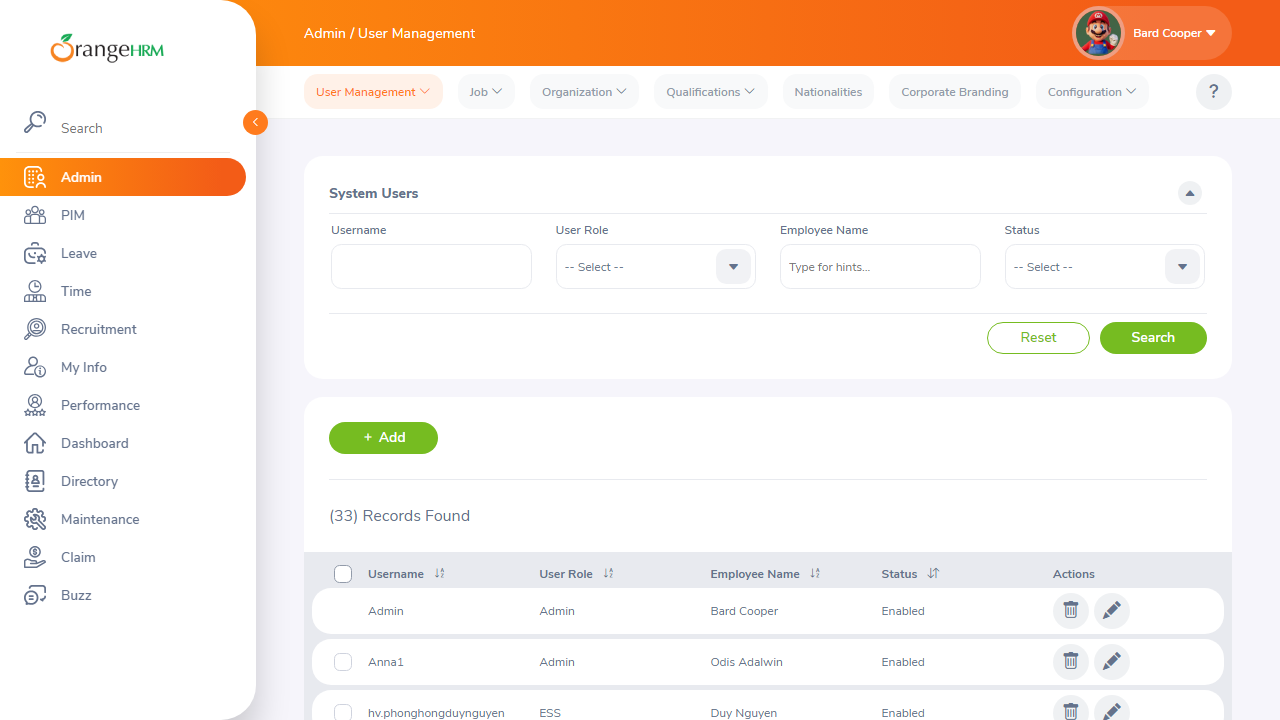 OrangeHRM
Admin / User Management
Bard Cooper
User Management
Job
Organization
Qualifications
Nationalities
Corporate Branding
Configuration
?
Search
Admin
PIM
Leave
Time
Recruitment
My Info
Performance
Dashboard
Directory
Maintenance
Claim
Buzz
System Users
Username
User Role
Employee Name
Status
-- Select --
Type for hints...
-- Select --
Reset
Search
+ Add
(33) Records Found
Username User Role Employee Name Status Actions
Admin Admin Bard Cooper Enabled
Anna1 Admin Odis Adalwin Enabled
hv.phonghongduynguyen ESS Duy Nguyen Enabled